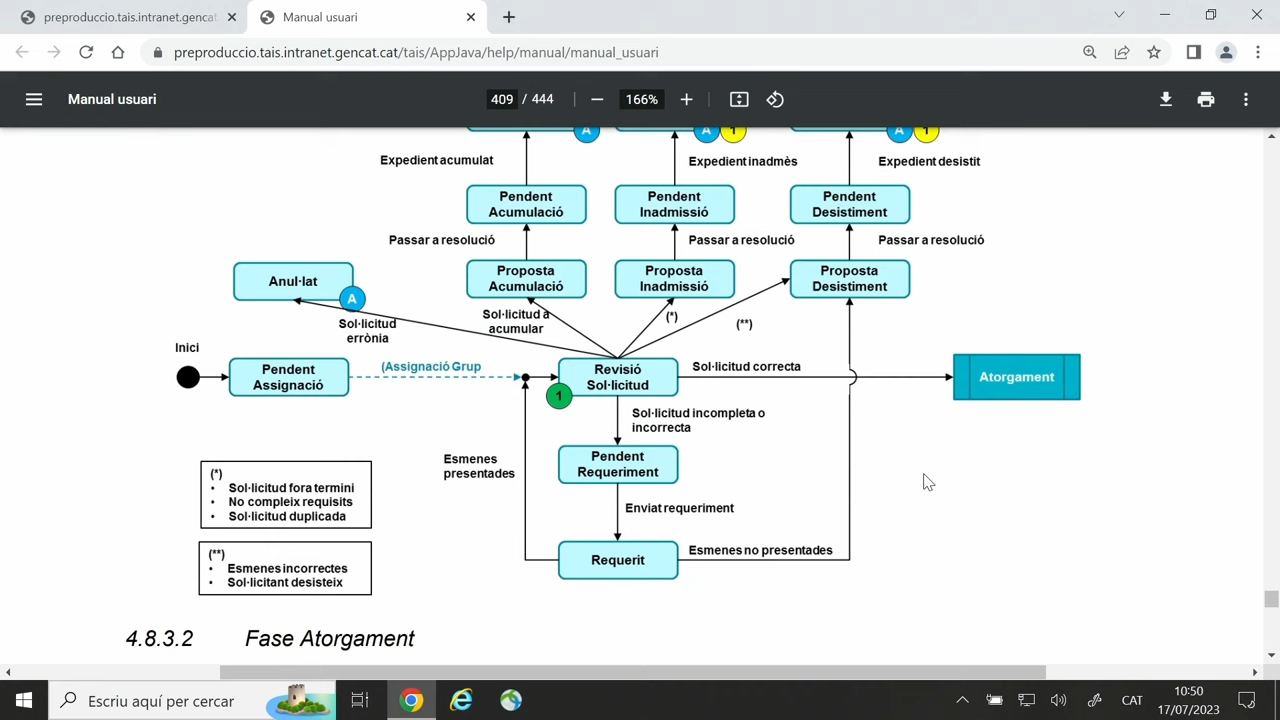 preproduccio.tais.intranet.gencat
Manual usuari
preproduccio.tais.intranet.gencat.cat/tais/AppJava/help/manual/manual_usuari
Manual usuari
409 / 444
166%
A
A
1
A
1
Expedient acumulat
Expedient inadmès
Expedient desistit
Pendent
Acumulació
Pendent
Inadmissió
Pendent
Desistiment
Passar a resolució
Passar a resolució
Passar a resolució
Proposta
Acumulació
Proposta
Inadmissió
Proposta
Desistiment
Anul·lat
A
Sol·licitud
errònia
Sol·licitud a
acumular
(*)
(**)
Inici
Pendent
Assignació
(Assignació Grup
Revisió
Sol·licitud
1
Sol·licitud correcta
Atorgament
Sol·licitud incompleta o
incorrecta
Pendent
Requeriment
Esmenes
presentades
Enviat requeriment
Requerit
Esmenes no presentades
(*)
• Sol·licitud fora termini
• No compleix requisits
• Sol·licitud duplicada
(**)
• Esmenes incorrectes
• Sol·licitant desisteix
4.8.3.2 Fase Atorgament
Escriu aquí per cercar
CAT
10:50
17/07/2023